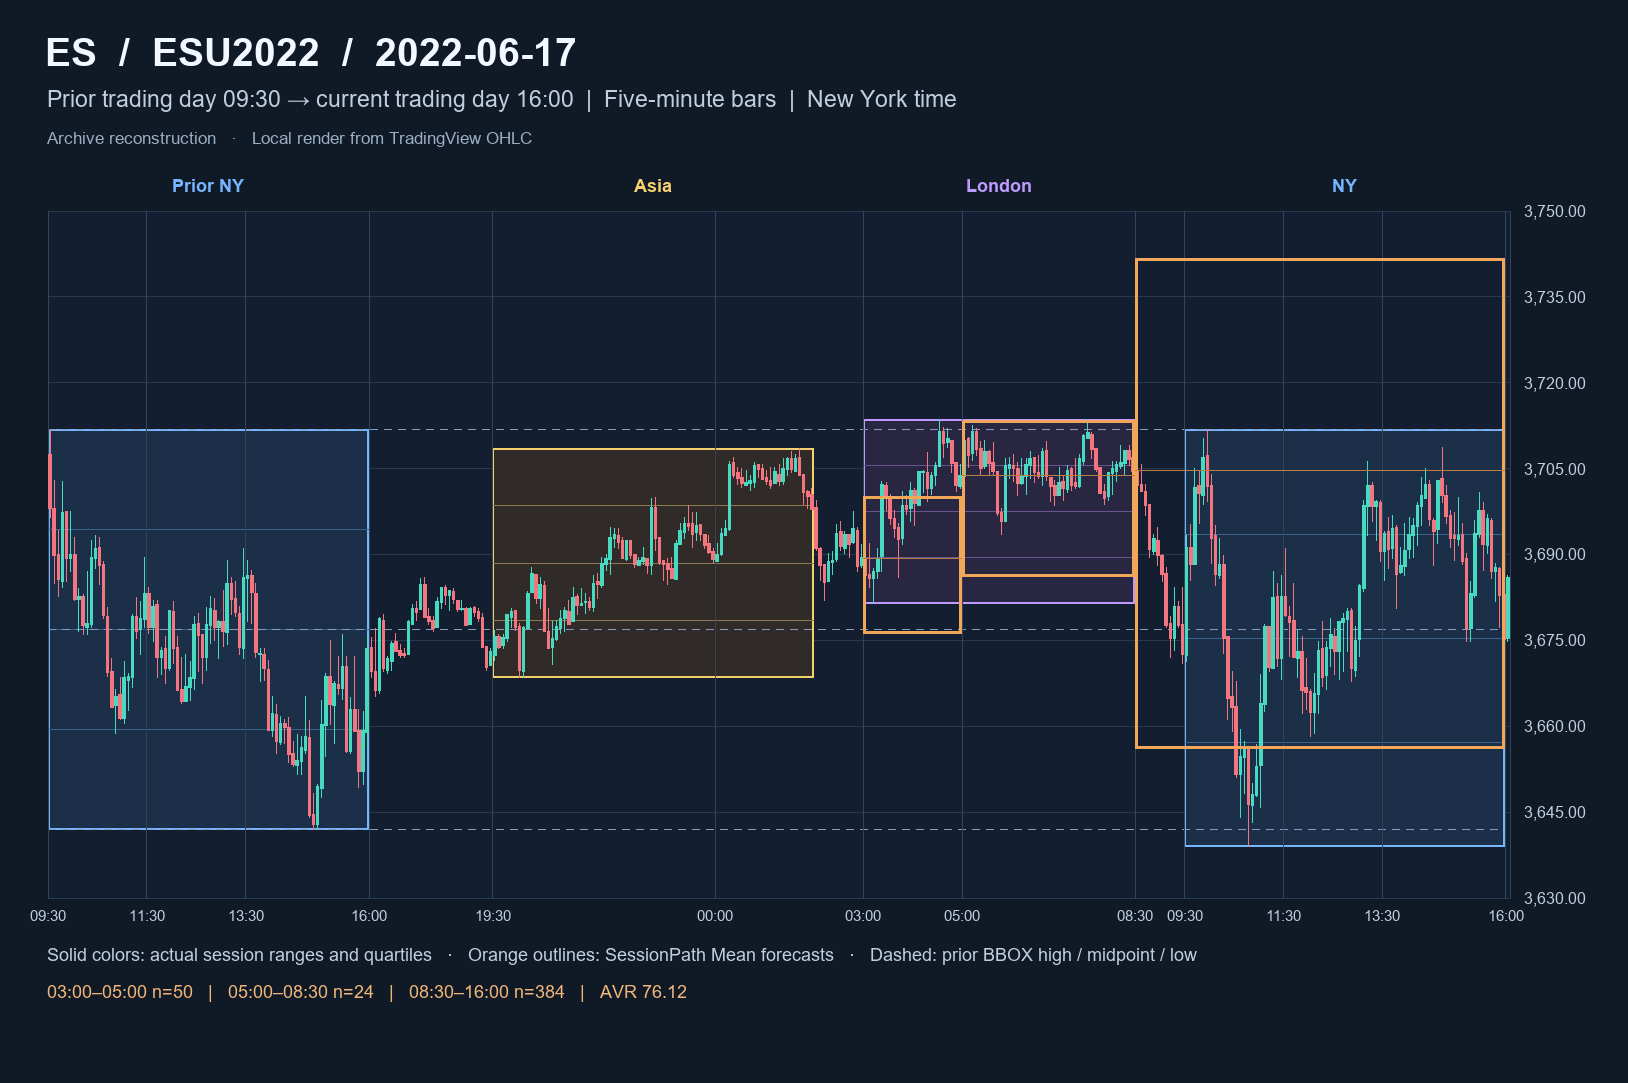 ES / ESU2022 / 2022-06-17
Prior trading day 09:30 → current trading day 16:00 | Five-minute bars | New York time
Archive reconstruction · Local render from TradingView OHLC
Prior NY Asia London NY
3,750.00
3,735.00
3,720.00
3,705.00
3,690.00
3,675.00
3,660.00
3,645.00
3,630.00
09:30 11:30 13:30 16:00 19:30 00:00 03:00 05:00 08:30 09:30 11:30 13:30 16:00
Solid colors: actual session ranges and quartiles · Orange outlines: SessionPath Mean forecasts · Dashed: prior BBOX high / midpoint / low
03:00–05:00 n=50 | 05:00–08:30 n=24 | 08:30–16:00 n=384 | AVR 76.12